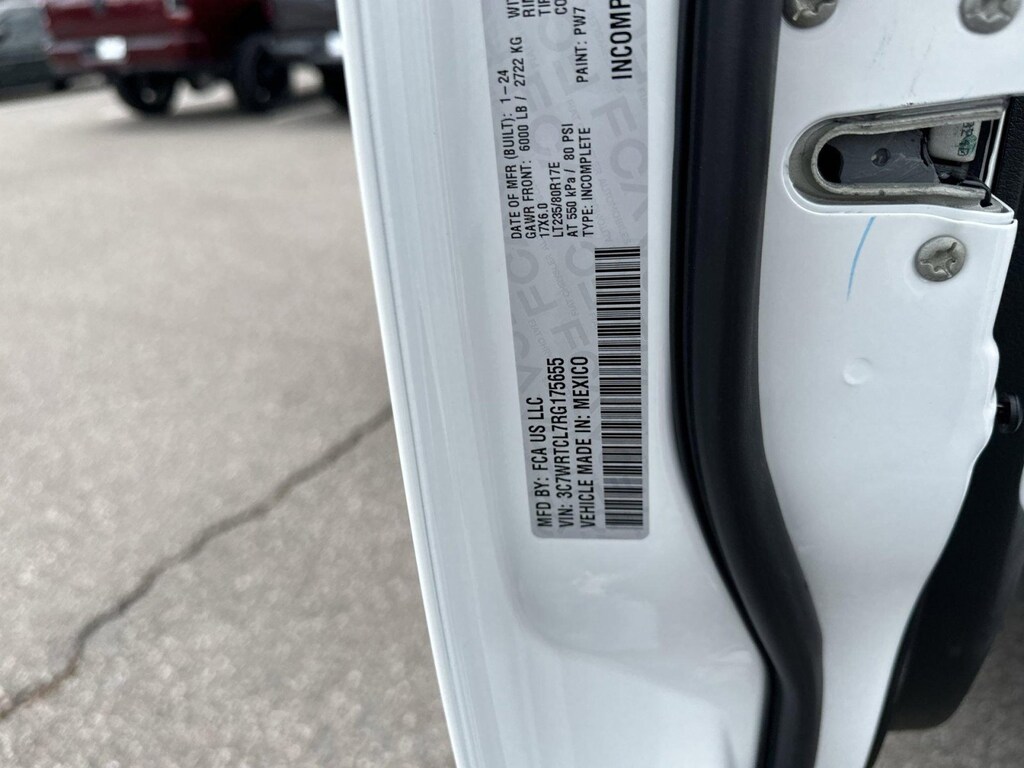 MFD BY: FCA US LLC
VIN: 3C7WRTCL7RG175655
VEHICLE MADE IN: MEXICO
DATE OF MFR (BUILT): 1-24
GAWR FRONT: 6000 LB / 2722 KG
17X6.0
LT235/80R17E
AT 550 kPa / 80 PSI
TYPE: INCOMPLETE
PAINT: PW7